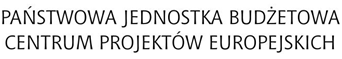 PAŃSTWOWA JEDNOSTKA BUDŻETOWA
CENTRUM PROJEKTÓW EUROPEJSKICH